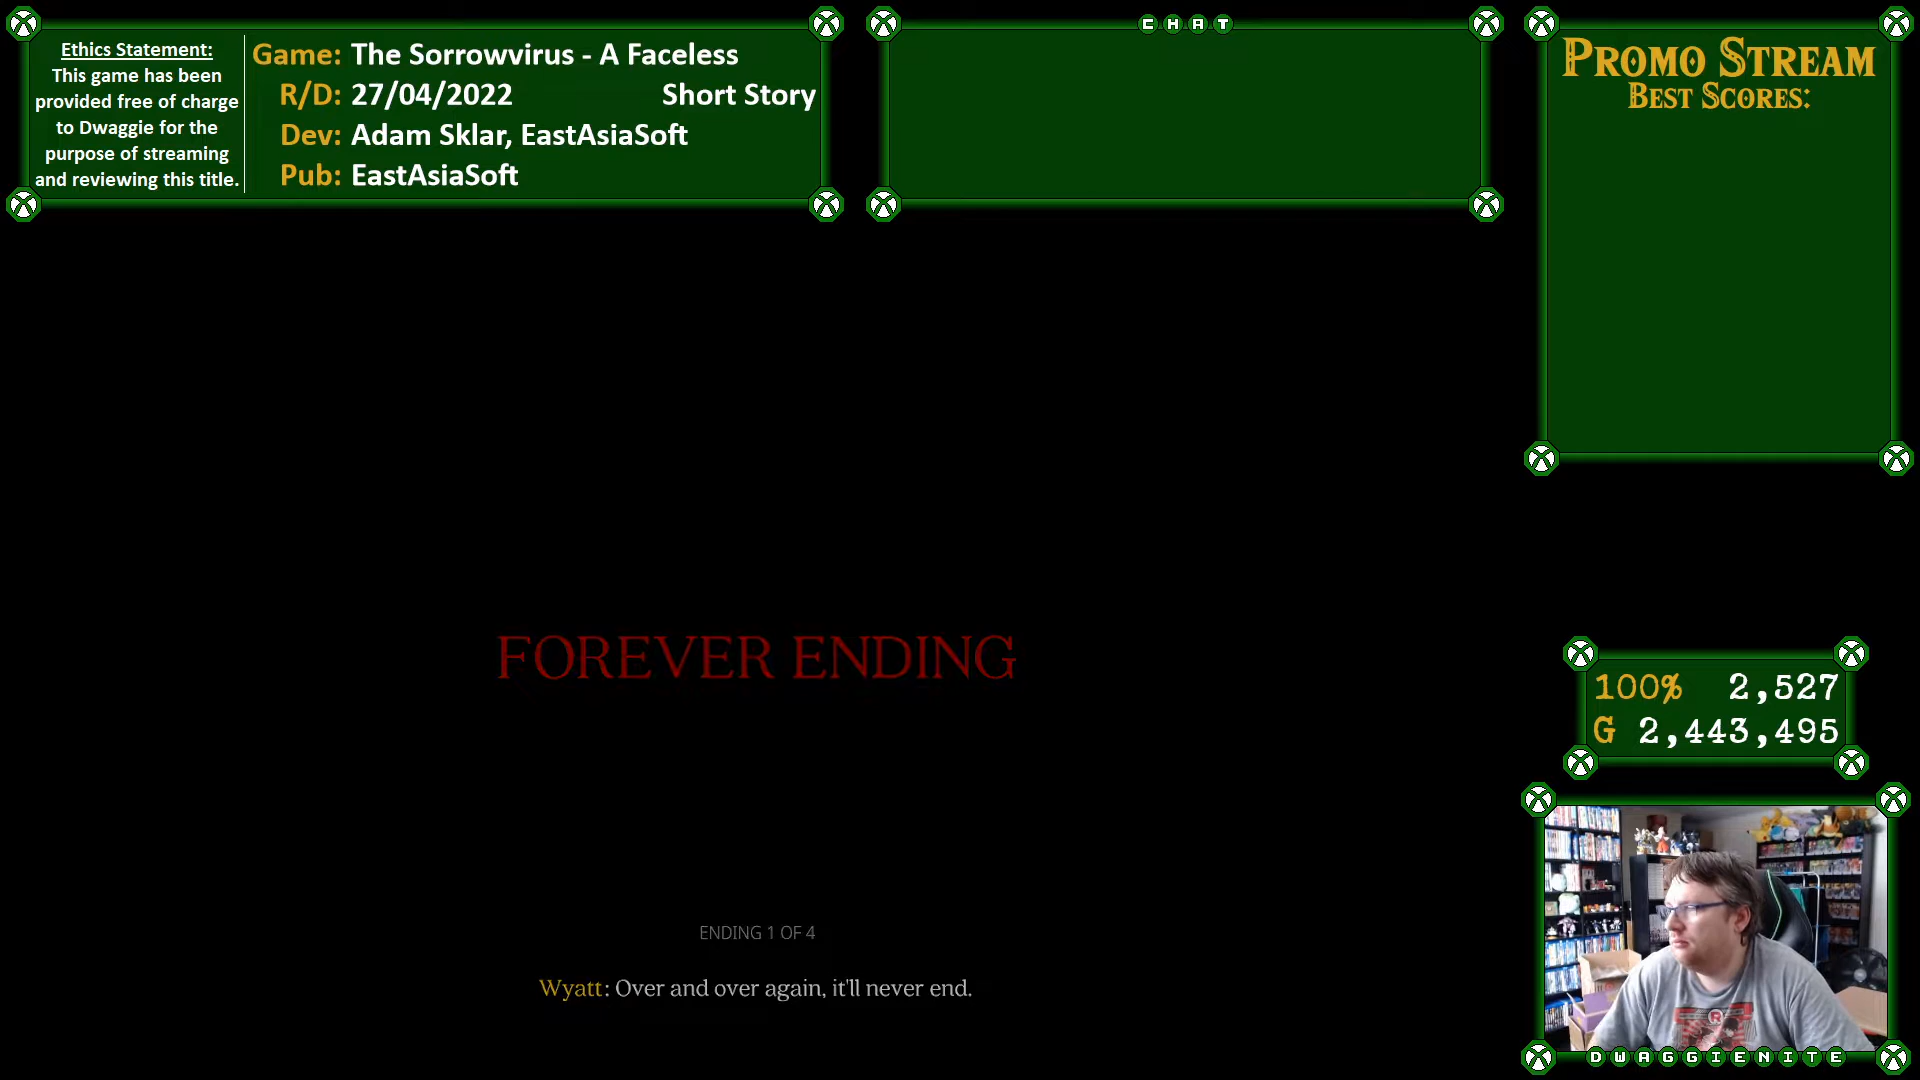 Ethics Statement:
This game has been
provided free of charge
to Dwaggie for the
purpose of streaming
and reviewing this title.
Game: The Sorrowvirus - A Faceless
R/D: 27/04/2022 Short Story
Dev: Adam Sklar, EastAsiaSoft
Pub: EastAsiaSoft
CHAT
PROMO STREAM
BEST SCORES:
FOREVER ENDING
100% 2,527
G 2,443,495
ENDING 1 OF 4
Wyatt: Over and over again, it'll never end.
R
DWAGGIENITE